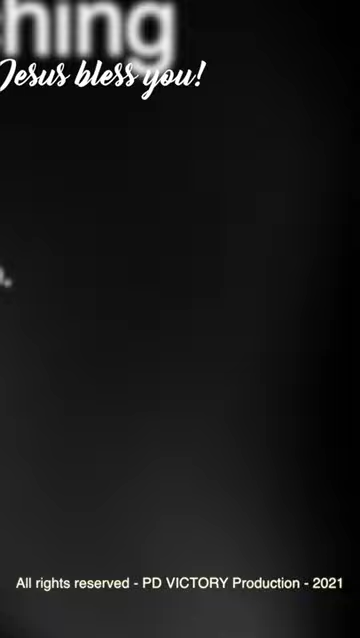 hing
Jesus bless you!
All rights reserved - PD VICTORY Production - 2021